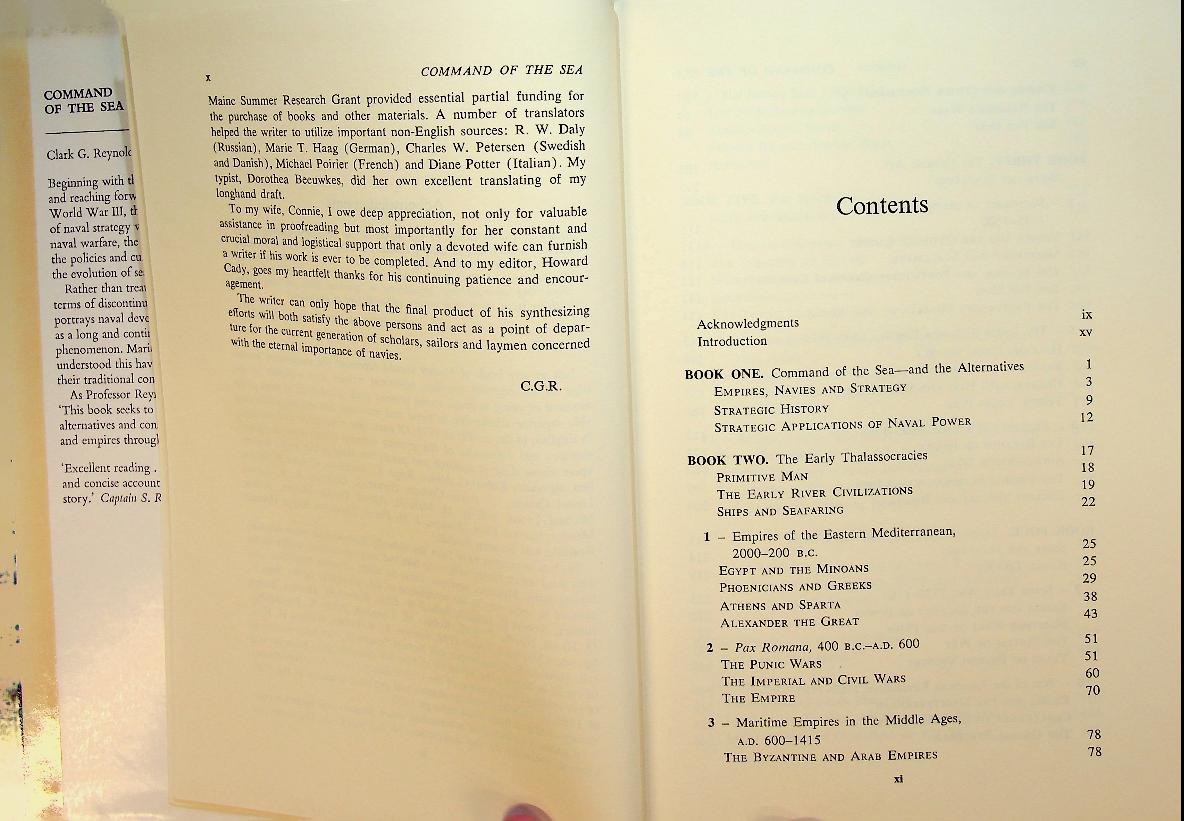 COMMAND
OF THE SEA
Clark G.
Beginning with
and reaching
World War III,
of naval strategy
naval warfare, the
the policies and
the evolution of
Rather than
terms of
portrays naval
as a long and
phenomenon.
understood this
their traditional
As Professor
'This book seeks to
alternatives and
and empires
'Excellent reading .
and concise account
story.' Captain S. R
x
COMMAND OF THE SEA
Maine Summer Research Grant provided essential partial funding for
the purchase of books and other materials. A number of translators
helped the writer to utilize important non-English sources: R. W. Daly
(Russian), Marie T. Haag (German), Charles W. Petersen (Swedish
and Danish), Michael Poirier (French) and Diane Potter (Italian). My
typist, Dorothea Beeuwkes, did her own excellent translating of my
longhand draft.
To my wife, Connie, I owe deep appreciation, not only for valuable
assistance in proofreading but most importantly for her constant and
crucial moral and logistical support that only a devoted wife can furnish
a writer if his work is ever to be completed. And to my editor, Howard
Cady, goes my heartfelt thanks for his continuing patience and encour-
agement.
The writer can only hope that the final product of his synthesizing
efforts will both satisfy the above persons and act as a point of depar-
ture for the current generation of scholars, sailors and laymen concerned
with the eternal importance of navies.
C.G.R.
Contents
Acknowledgments ix
Introduction xv
BOOK ONE. Command of the Sea—and the Alternatives 1
EMPIRES, NAVIES AND STRATEGY 3
STRATEGIC HISTORY 9
STRATEGIC APPLICATIONS OF NAVAL POWER 12
BOOK TWO. The Early Thalassocracies 17
PRIMITIVE MAN 18
THE EARLY RIVER CIVILIZATIONS 19
SHIPS AND SEAFARING 22
1 – Empires of the Eastern Mediterranean,
2000–200 B.C. 25
EGYPT AND THE MINOANS 25
PHOENICIANS AND GREEKS 29
ATHENS AND SPARTA 38
ALEXANDER THE GREAT 43
2 – Pax Romana, 400 B.C.–A.D. 600 51
THE PUNIC WARS 51
THE IMPERIAL AND CIVIL WARS 60
THE EMPIRE 70
3 – Maritime Empires in the Middle Ages,
A.D. 600–1415 78
THE BYZANTINE AND ARAB EMPIRES 78
xi